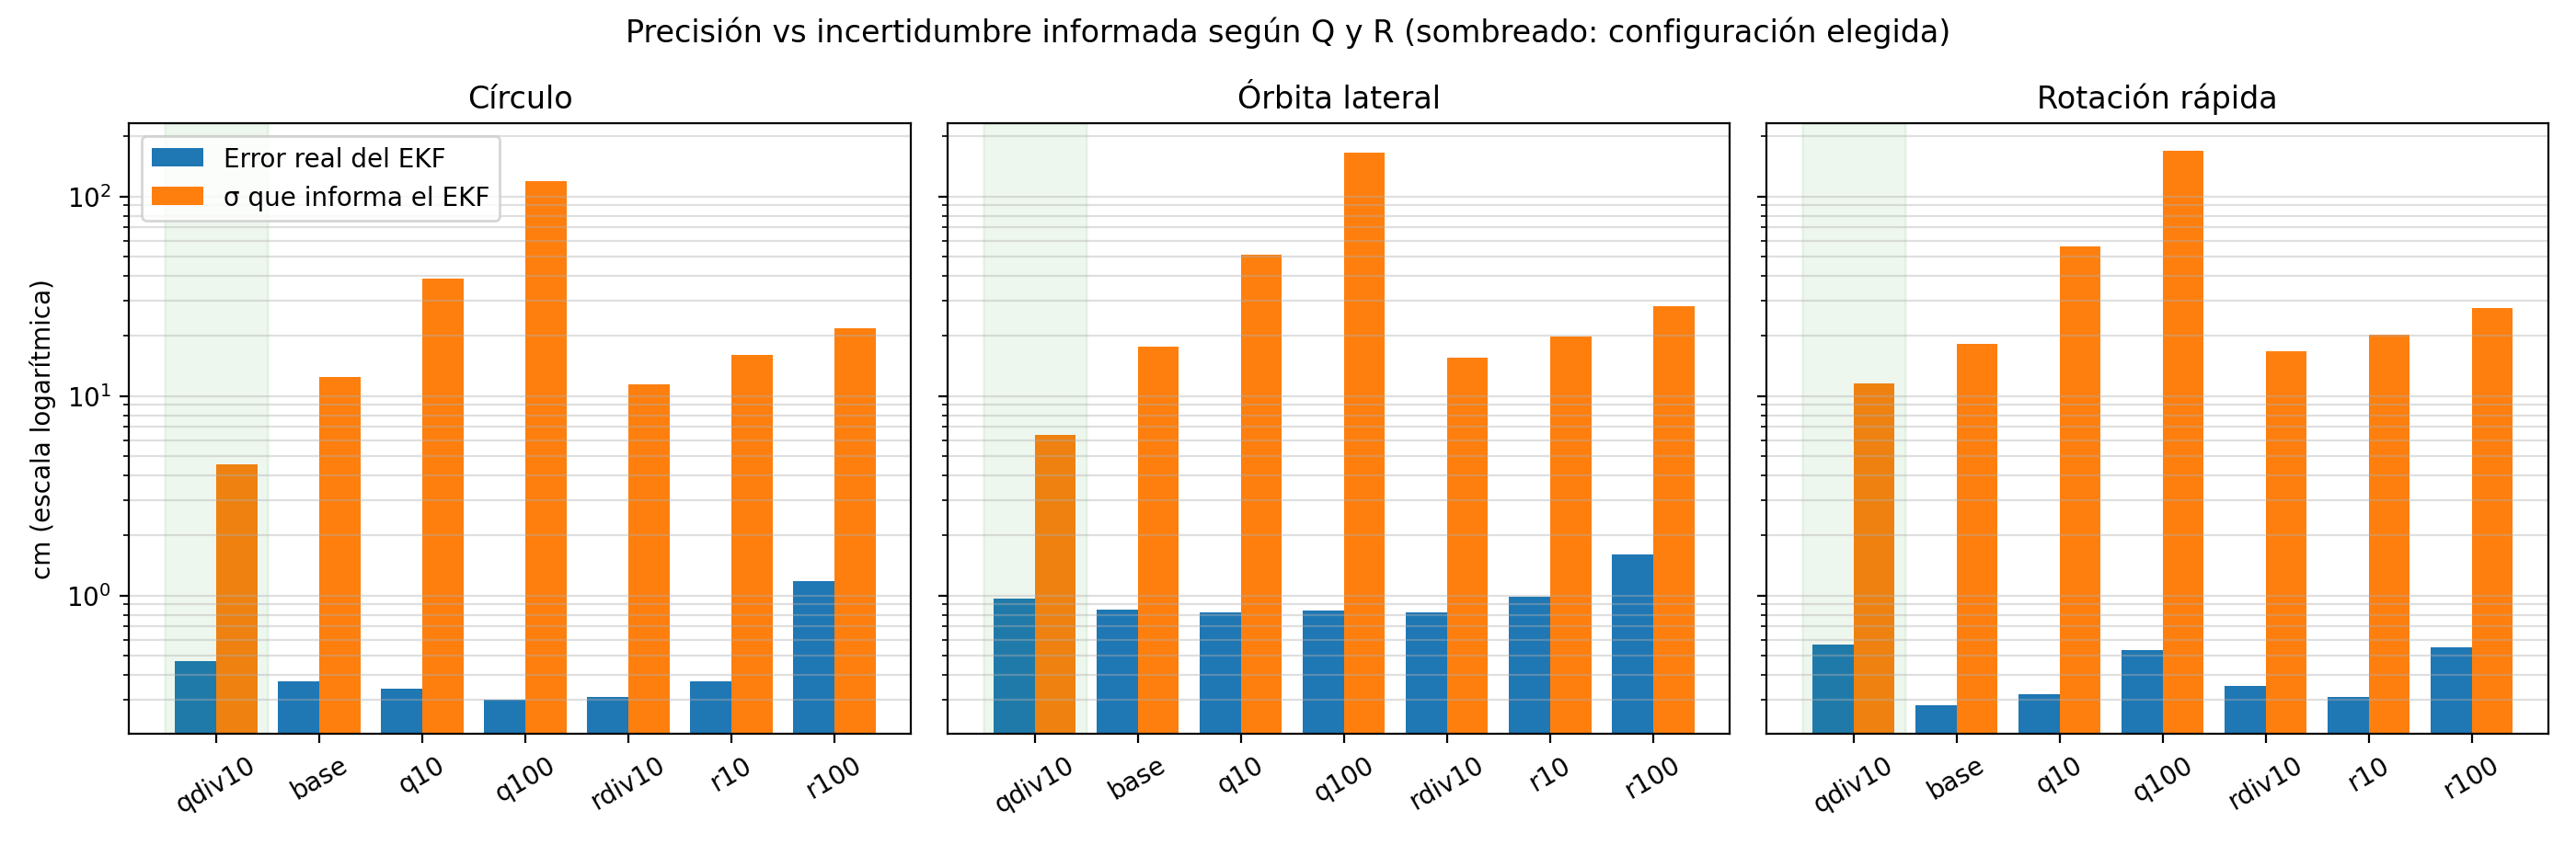 Precisión vs incertidumbre informada según Q y R (sombreado: configuración elegida)
Círculo
Órbita lateral
Rotación rápida
Error real del EKF
σ que informa el EKF
cm (escala logarítmica)
10²
10¹
10⁰
qdiv10 base q10 q100 rdiv10 r10 r100
qdiv10 base q10 q100 rdiv10 r10 r100
qdiv10 base q10 q100 rdiv10 r10 r100